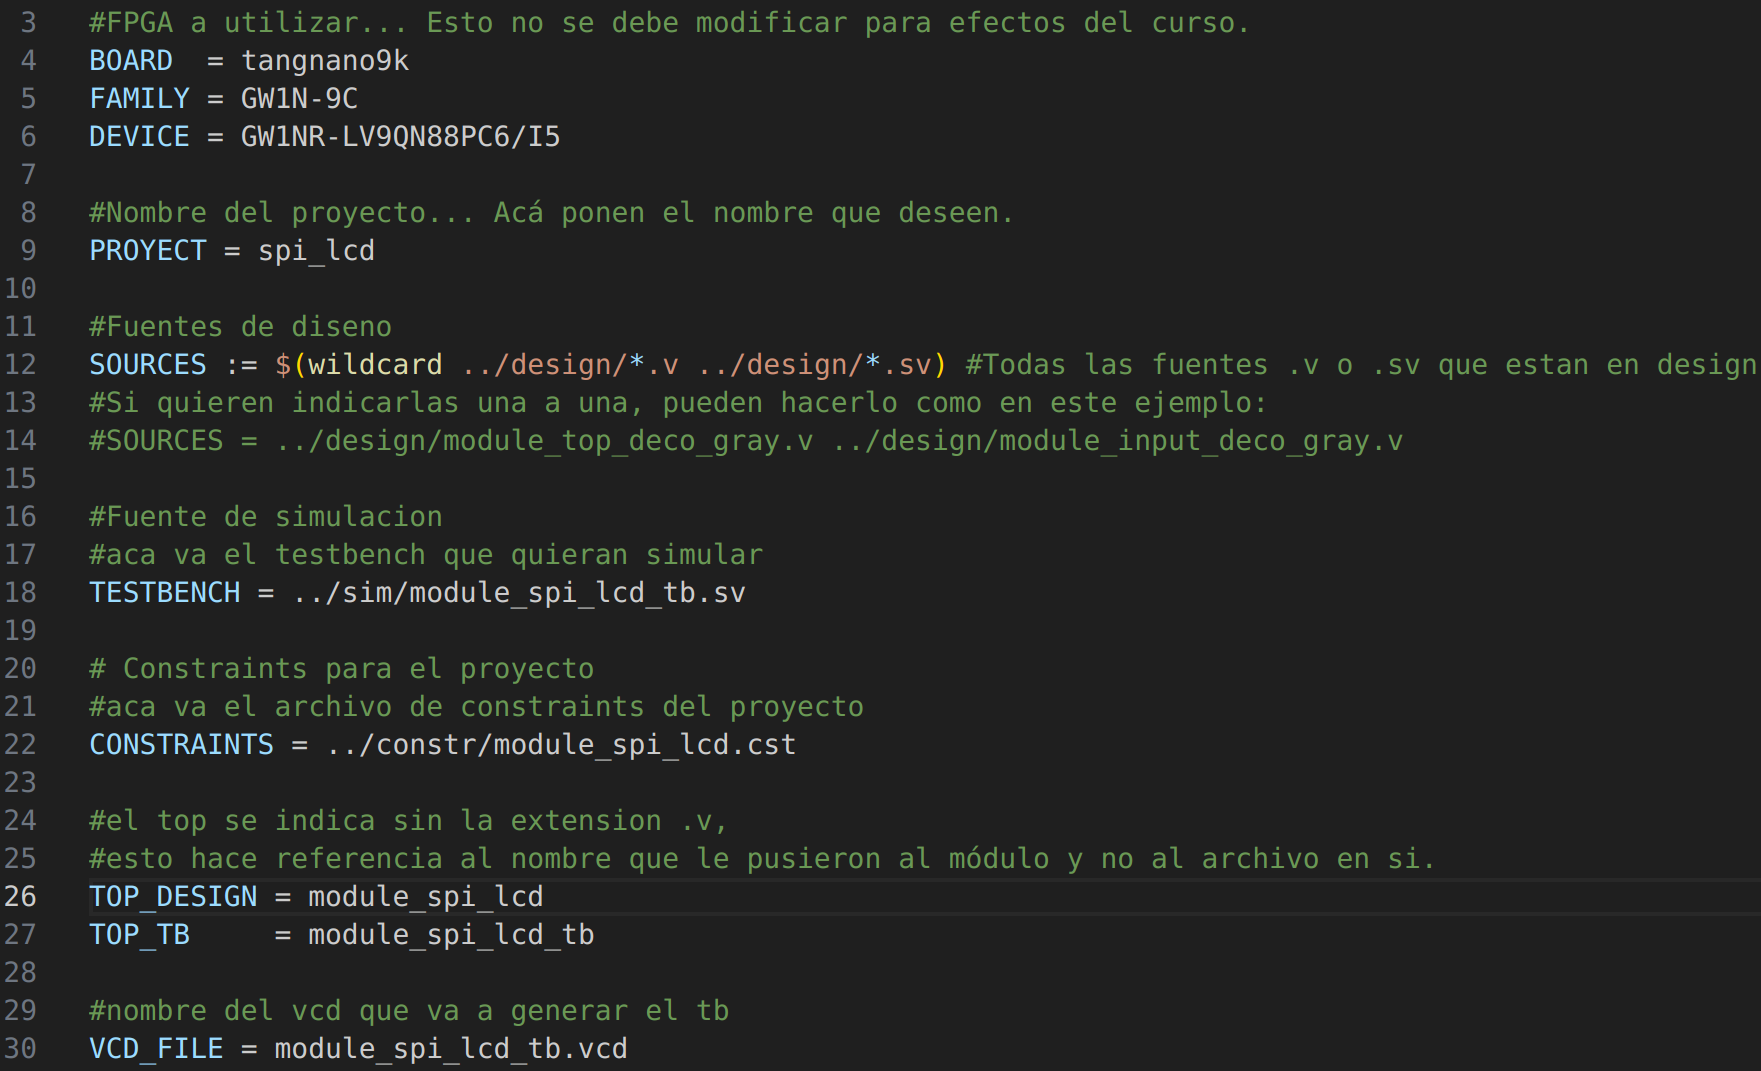 3 #FPGA a utilizar... Esto no se debe modificar para efectos del curso.
4 BOARD  = tangnano9k
5 FAMILY = GW1N-9C
6 DEVICE = GW1NR-LV9QN88PC6/I5
7
8 #Nombre del proyecto... Acá ponen el nombre que deseen.
9 PROYECT = spi_lcd
10
11 #Fuentes de diseno
12 SOURCES := $(wildcard ../design/*.v ../design/*.sv) #Todas las fuentes .v o .sv que estan en design
13 #Si quieren indicarlas una a una, pueden hacerlo como en este ejemplo:
14 #SOURCES = ../design/module_top_deco_gray.v ../design/module_input_deco_gray.v
15
16 #Fuente de simulacion
17 #aca va el testbench que quieran simular
18 TESTBENCH = ../sim/module_spi_lcd_tb.sv
19
20 # Constraints para el proyecto
21 #aca va el archivo de constraints del proyecto
22 CONSTRAINTS = ../constr/module_spi_lcd.cst
23
24 #el top se indica sin la extension .v,
25 #esto hace referencia al nombre que le pusieron al módulo y no al archivo en si.
26 TOP_DESIGN = module_spi_lcd
27 TOP_TB     = module_spi_lcd_tb
28
29 #nombre del vcd que va a generar el tb
30 VCD_FILE = module_spi_lcd_tb.vcd